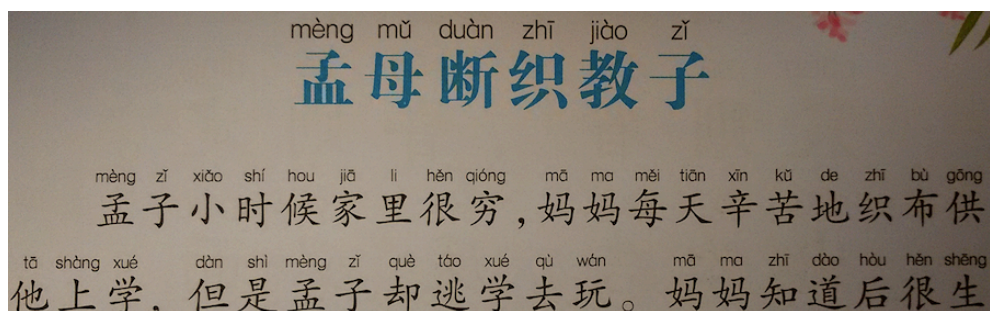 mèng mǔ duàn zhī jiào zǐ
孟母断织教子
mèng zǐ xiǎo shí hou jiā li hěn qióng mā ma měi tiān xīn kǔ de zhī bù gōng
孟子小时候家里很穷，妈妈每天辛苦地织布供
tā shàng xué dàn shì mèng zǐ què táo xué qù wán mā ma zhī dào hòu hěn shēng
他上学，但是孟子却逃学去玩。妈妈知道后很生